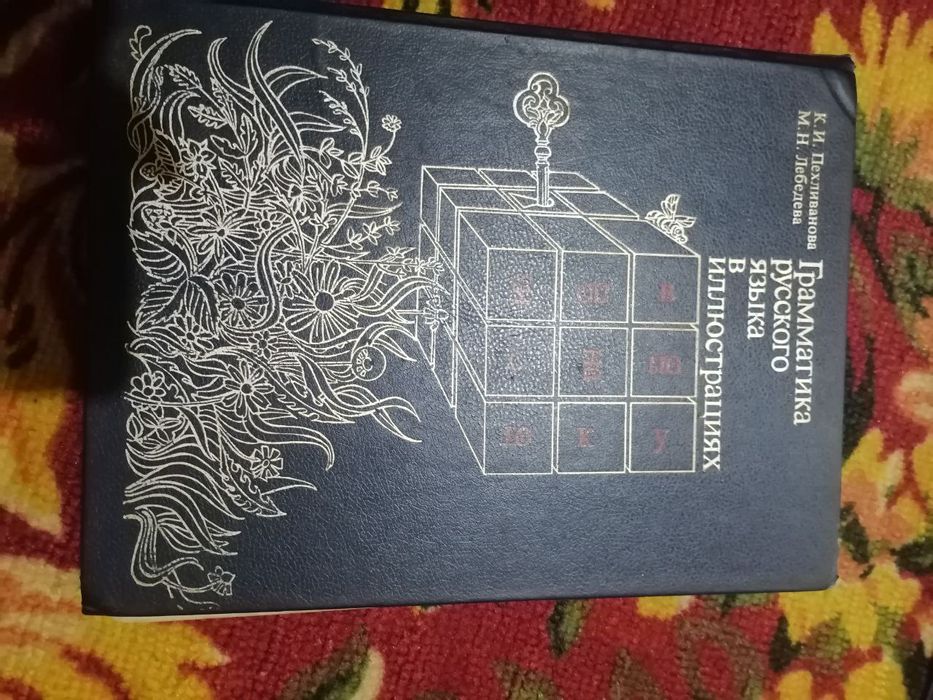 К. И. Пехливанова
М.Н. Лебедева
Грамматика
русского
языка
в
иллюстрациях
у
к